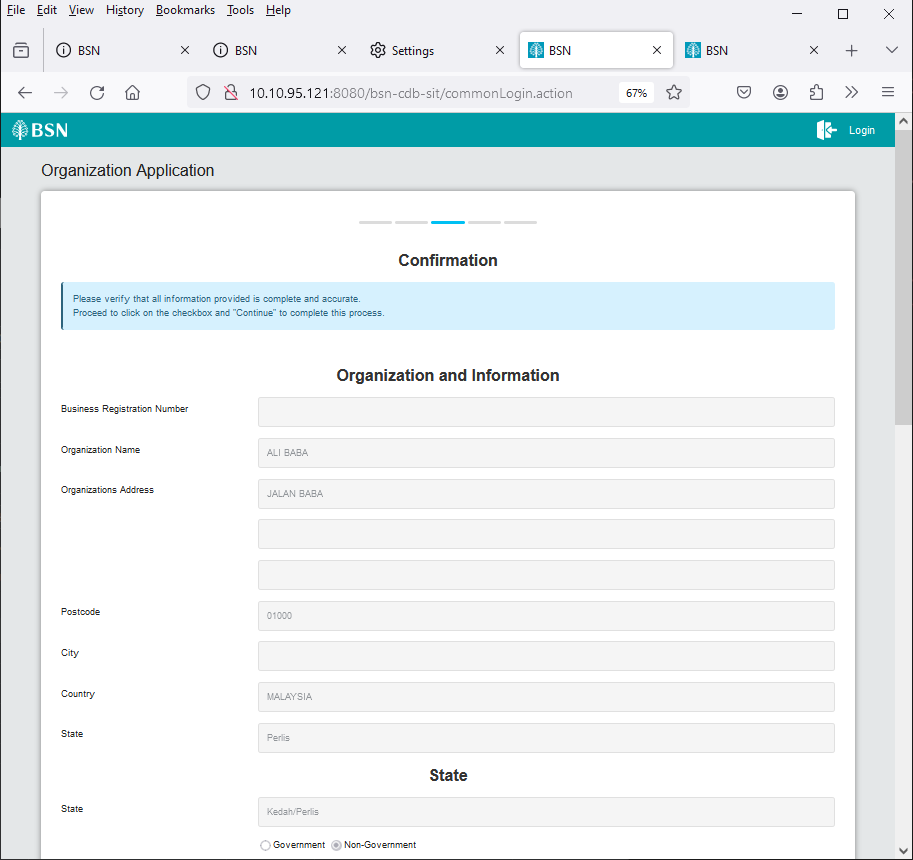 File Edit View History Bookmarks Tools Help
BSN BSN Settings BSN BSN
10.10.95.121:8080/bsn-cdb-sit/commonLogin.action 67%
BSN Login
Organization Application
Confirmation
Please verify that all information provided is complete and accurate.
Proceed to click on the checkbox and "Continue" to complete this process.
Organization and Information
Business Registration Number
Organization Name ALI BABA
Organizations Address JALAN BABA
Postcode 01000
City
Country MALAYSIA
State Perlis
State
State Kedah/Perlis
Government Non-Government